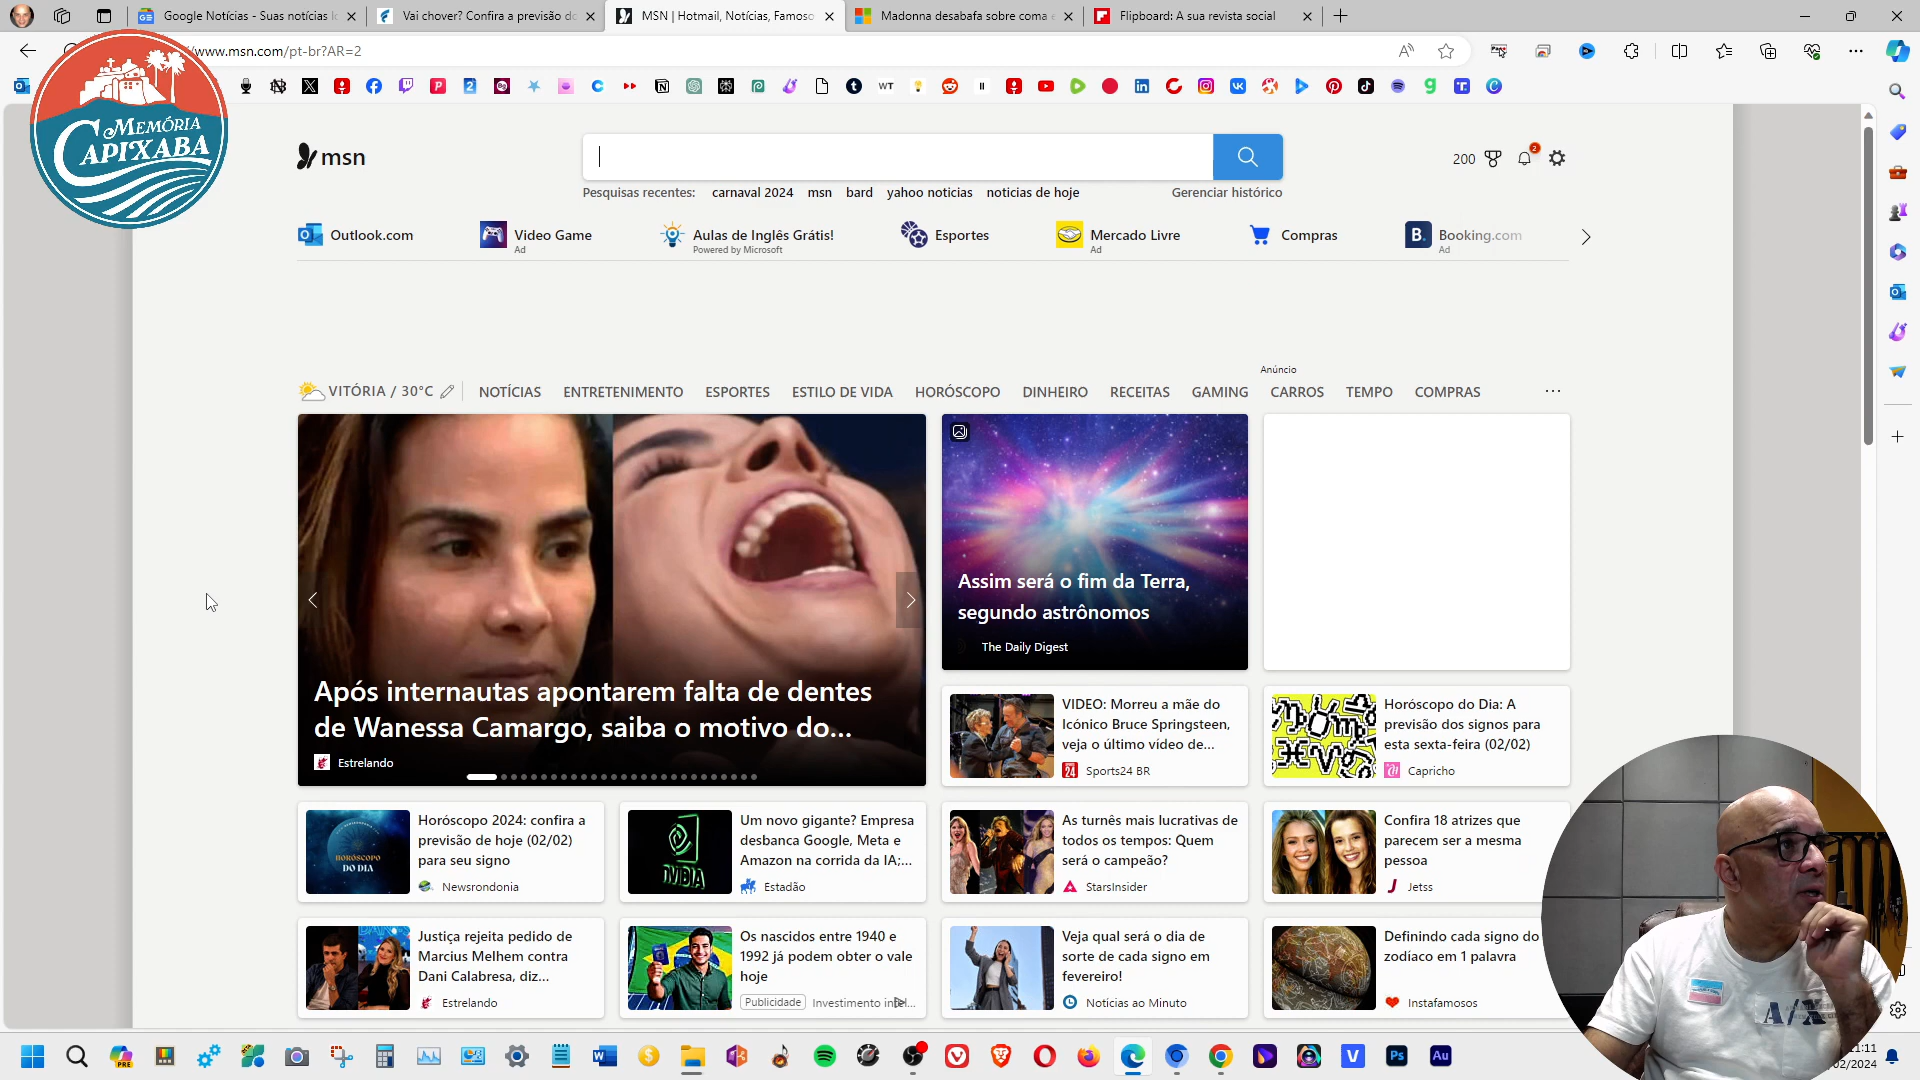 Google Notícias - Suas notícias lo
Vai chover? Confira a previsão do
MSN | Hotmail, Notícias, Famoso
Madonna desabafa sobre coma e
Flipboard: A sua revista social
www.msn.com/pt-br?AR=2
MEMÓRIA
CAPIXABA
msn
200
2
Pesquisas recentes: carnaval 2024 msn bard yahoo noticias noticias de hoje Gerenciar histórico
Outlook.com
Video Game
Ad
Aulas de Inglês Grátis!
Powered by Microsoft
Esportes
Mercado Livre
Ad
Compras
Booking.com
Ad
Anúncio
VITÓRIA / 30°C NOTÍCIAS ENTRETENIMENTO ESPORTES ESTILO DE VIDA HORÓSCOPO DINHEIRO RECEITAS GAMING CARROS TEMPO COMPRAS ...
Após internautas apontarem falta de dentes
de Wanessa Camargo, saiba o motivo do...
Estrelando
Assim será o fim da Terra,
segundo astrônomos
The Daily Digest
VIDEO: Morreu a mãe do
Icónico Bruce Springsteen,
veja o último vídeo de...
Sports24 BR
Horóscopo do Dia: A
previsão dos signos para
esta sexta-feira (02/02)
Capricho
HORÓSCOPO
DO DIA
Horóscopo 2024: confira a
previsão de hoje (02/02)
para seu signo
Newsrondonia
NVIDIA
Um novo gigante? Empresa
desbanca Google, Meta e
Amazon na corrida da IA;...
Estadão
As turnês mais lucrativas de
todos os tempos: Quem
será o campeão?
StarsInsider
Confira 18 atrizes que
parecem ser a mesma
pessoa
Jetss
Justiça rejeita pedido de
Marcius Melhem contra
Dani Calabresa, diz...
Estrelando
Os nascidos entre 1940 e
1992 já podem obter o vale
hoje
Publicidade
Veja qual será o dia de
sorte de cada signo em
fevereiro!
Notícias ao Minuto
Definindo cada signo do
zodíaco em 1 palavra
Instafamosos
A/X